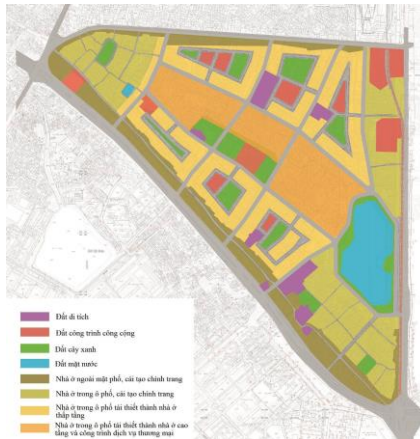 Đất di tích
Đất công trình công cộng
Đất cây xanh
Đất mặt nước
Nhà ở ngoài mặt phố, cải tạo chỉnh trang
Nhà ở trong ô phố, cải tạo chỉnh trang
Nhà ở trong ô phố tái thiết thành nhà ở
thấp tầng
Nhà ở trong ô phố tái thiết thành nhà ở cao
tầng và công trình dịch vụ thương mại